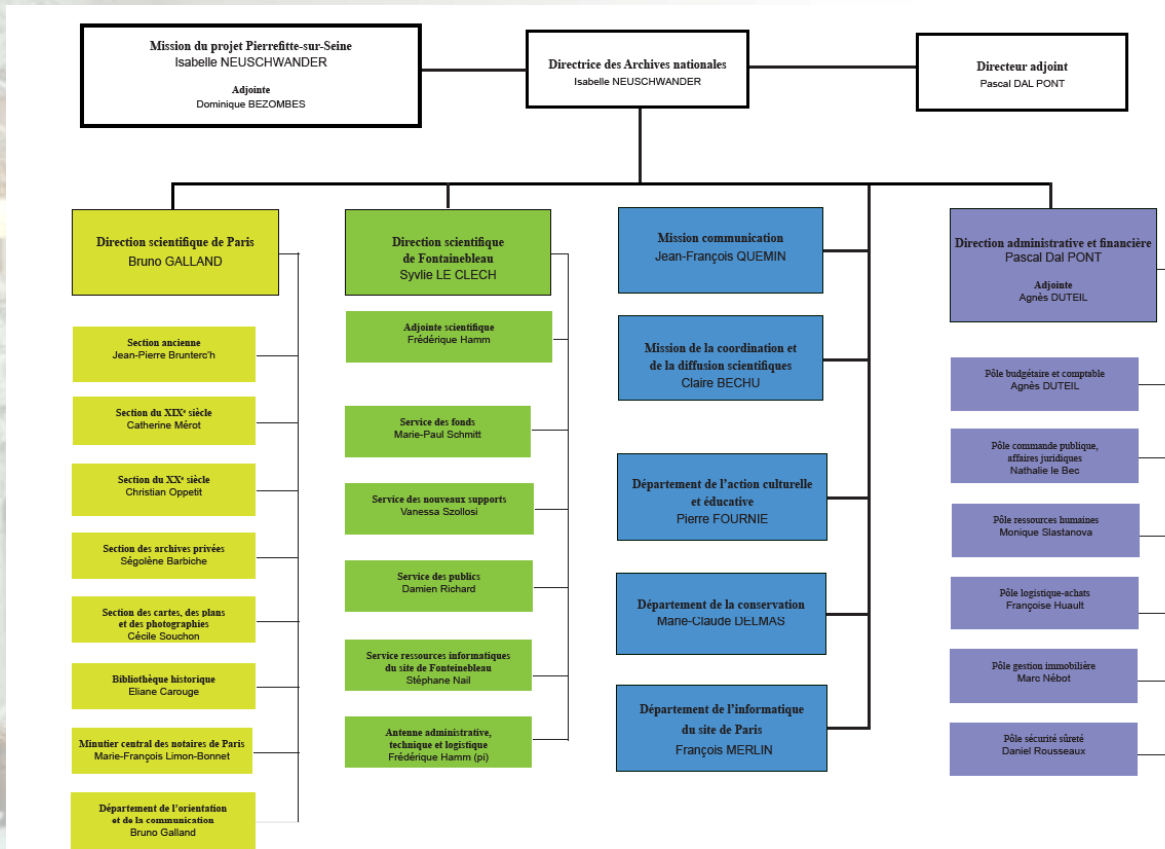 Mission du projet Pierrefitte-sur-Seine
Isabelle NEUSCHWANDER
Adjointe
Dominique BEZOMBES
Directrice des Archives nationales
Isabelle NEUSCHWANDER
Directeur adjoint
Pascal DAL PONT
Direction scientifique de Paris
Bruno GALLAND
Section ancienne
Jean-Pierre Brunterc'h
Section du XIXe siècle
Catherine Mérot
Section du XXe siècle
Christian Oppetit
Section des archives privées
Ségolène Barbiche
Section des cartes, des plans
et des photographies
Cécile Souchon
Bibliothèque historique
Eliane Carouge
Minutier central des notaires de Paris
Marie-François Limon-Bonnet
Département de l'orientation
et de la communication
Bruno Galland
Direction scientifique
de Fontainebleau
Syvlie LE CLECH
Adjointe scientifique
Frédérique Hamm
Service des fonds
Marie-Paul Schmitt
Service des nouveaux supports
Vanessa Szollosi
Service des publics
Damien Richard
Service ressources informatiques
du site de Fonteinebleau
Stéphane Nail
Antenne administrative,
technique et logistique
Frédérique Hamm (pi)
Mission communication
Jean-François QUEMIN
Mission de la coordination et
de la diffusion scientifiques
Claire BECHU
Département de l'action culturelle
et éducative
Pierre FOURNIE
Département de la conservation
Marie-Claude DELMAS
Département de l'informatique
du site de Paris
François MERLIN
Direction administrative et financière
Pascal Dal PONT
Adjointe
Agnès DUTEIL
Pôle budgétaire et comptable
Agnès DUTEIL
Pôle commande publique,
affaires juridiques
Nathalie le Bec
Pôle ressources humaines
Monique Slastanova
Pôle logistique-achats
Françoise Huault
Pôle gestion immobilière
Marc Nébot
Pôle sécurité sûreté
Daniel Rousseaux